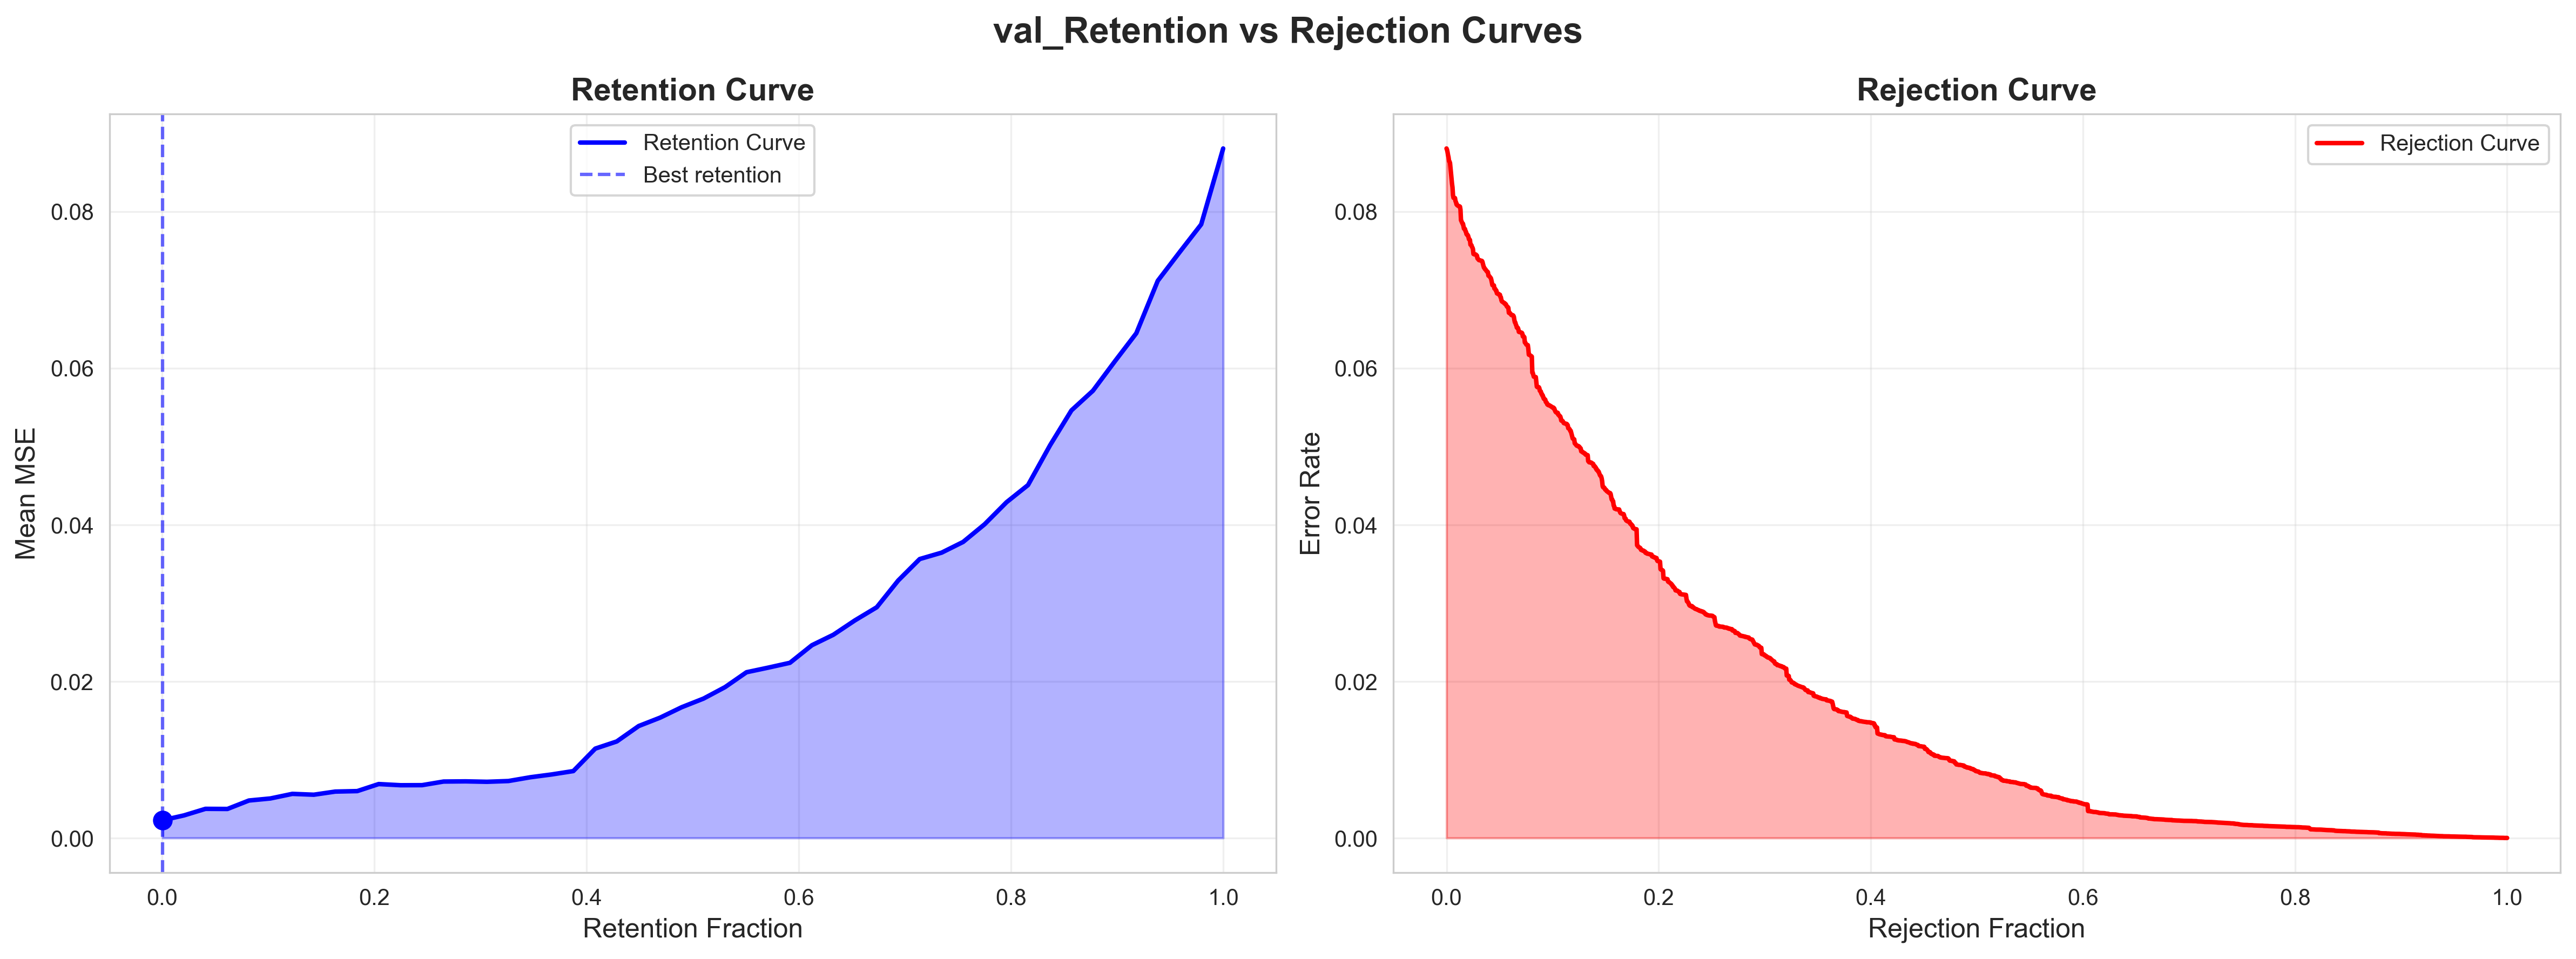 val_Retention vs Rejection Curves
Retention Curve
Retention Curve
Best retention
Mean MSE
0.08
0.06
0.04
0.02
0.00
0.0 0.2 0.4 0.6 0.8 1.0
Retention Fraction
Rejection Curve
Rejection Curve
Error Rate
0.08
0.06
0.04
0.02
0.00
0.0 0.2 0.4 0.6 0.8 1.0
Rejection Fraction